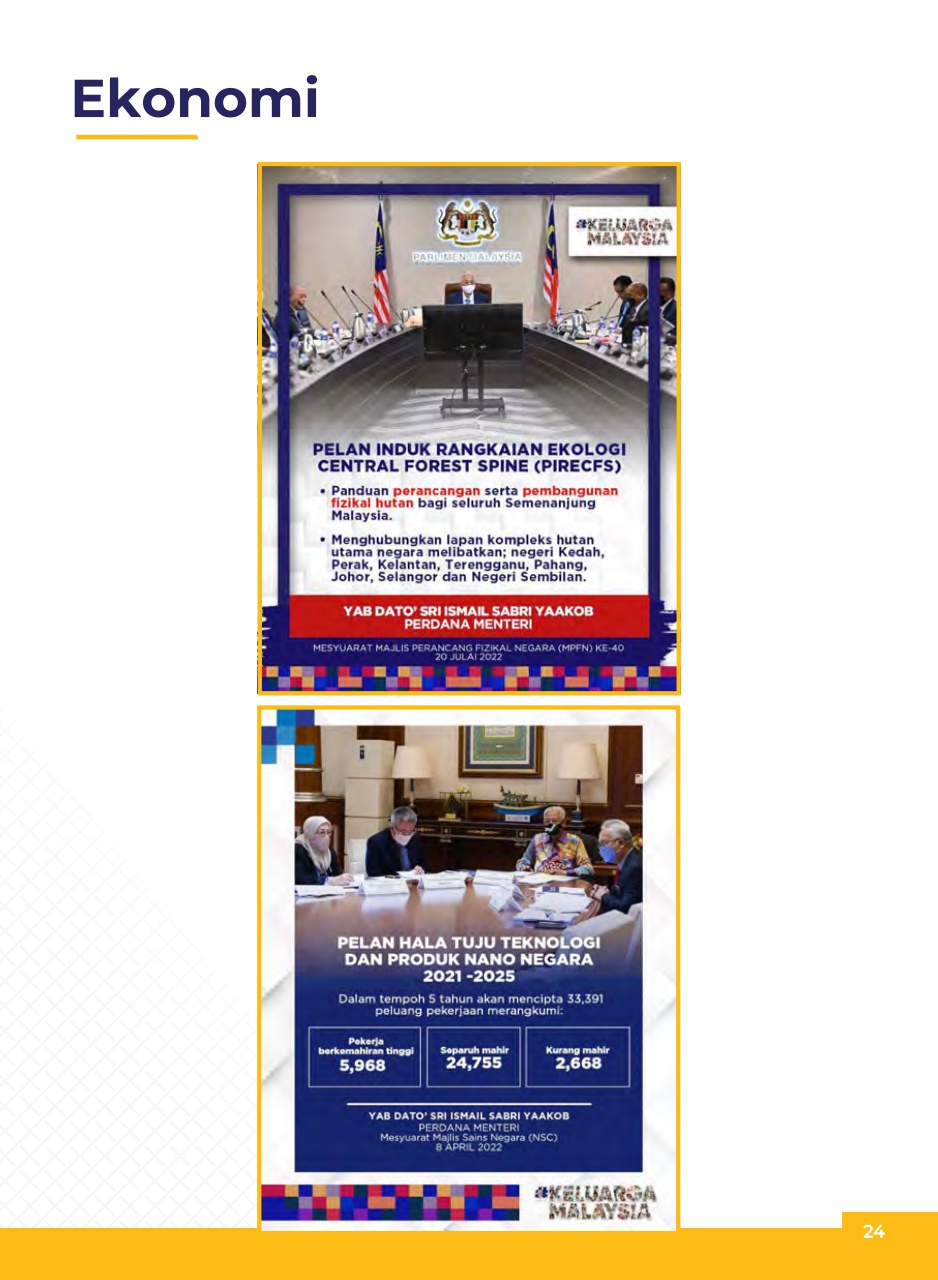 Ekonomi
PARLIMEN MALAYSIA
#KELUARGA
MALAYSIA
PELAN INDUK RANGKAIAN EKOLOGI
CENTRAL FOREST SPINE (PIRECFS)
• Panduan perancangan serta pembangunan
fizikal hutan bagi seluruh Semenanjung
Malaysia.
• Menghubungkan lapan kompleks hutan
utama negara melibatkan; negeri Kedah,
Perak, Kelantan, Terengganu, Pahang,
Johor, Selangor dan Negeri Sembilan.
YAB DATO' SRI ISMAIL SABRI YAAKOB
PERDANA MENTERI
MESYUARAT MAJLIS PERANCANG FIZIKAL NEGARA (MPFN) KE-40
20 JULAI 2022
PELAN HALA TUJU TEKNOLOGI
DAN PRODUK NANO NEGARA
2021 -2025
Dalam tempoh 5 tahun akan mencipta 33,391
peluang pekerjaan merangkumi:
Pekerja
berkemahiran tinggi
5,968
Separuh mahir
24,755
Kurang mahir
2,668
YAB DATO' SRI ISMAIL SABRI YAAKOB
PERDANA MENTERI
Mesyuarat Majlis Sains Negara (NSC)
8 APRIL 2022
#KELUARGA
MALAYSIA
24